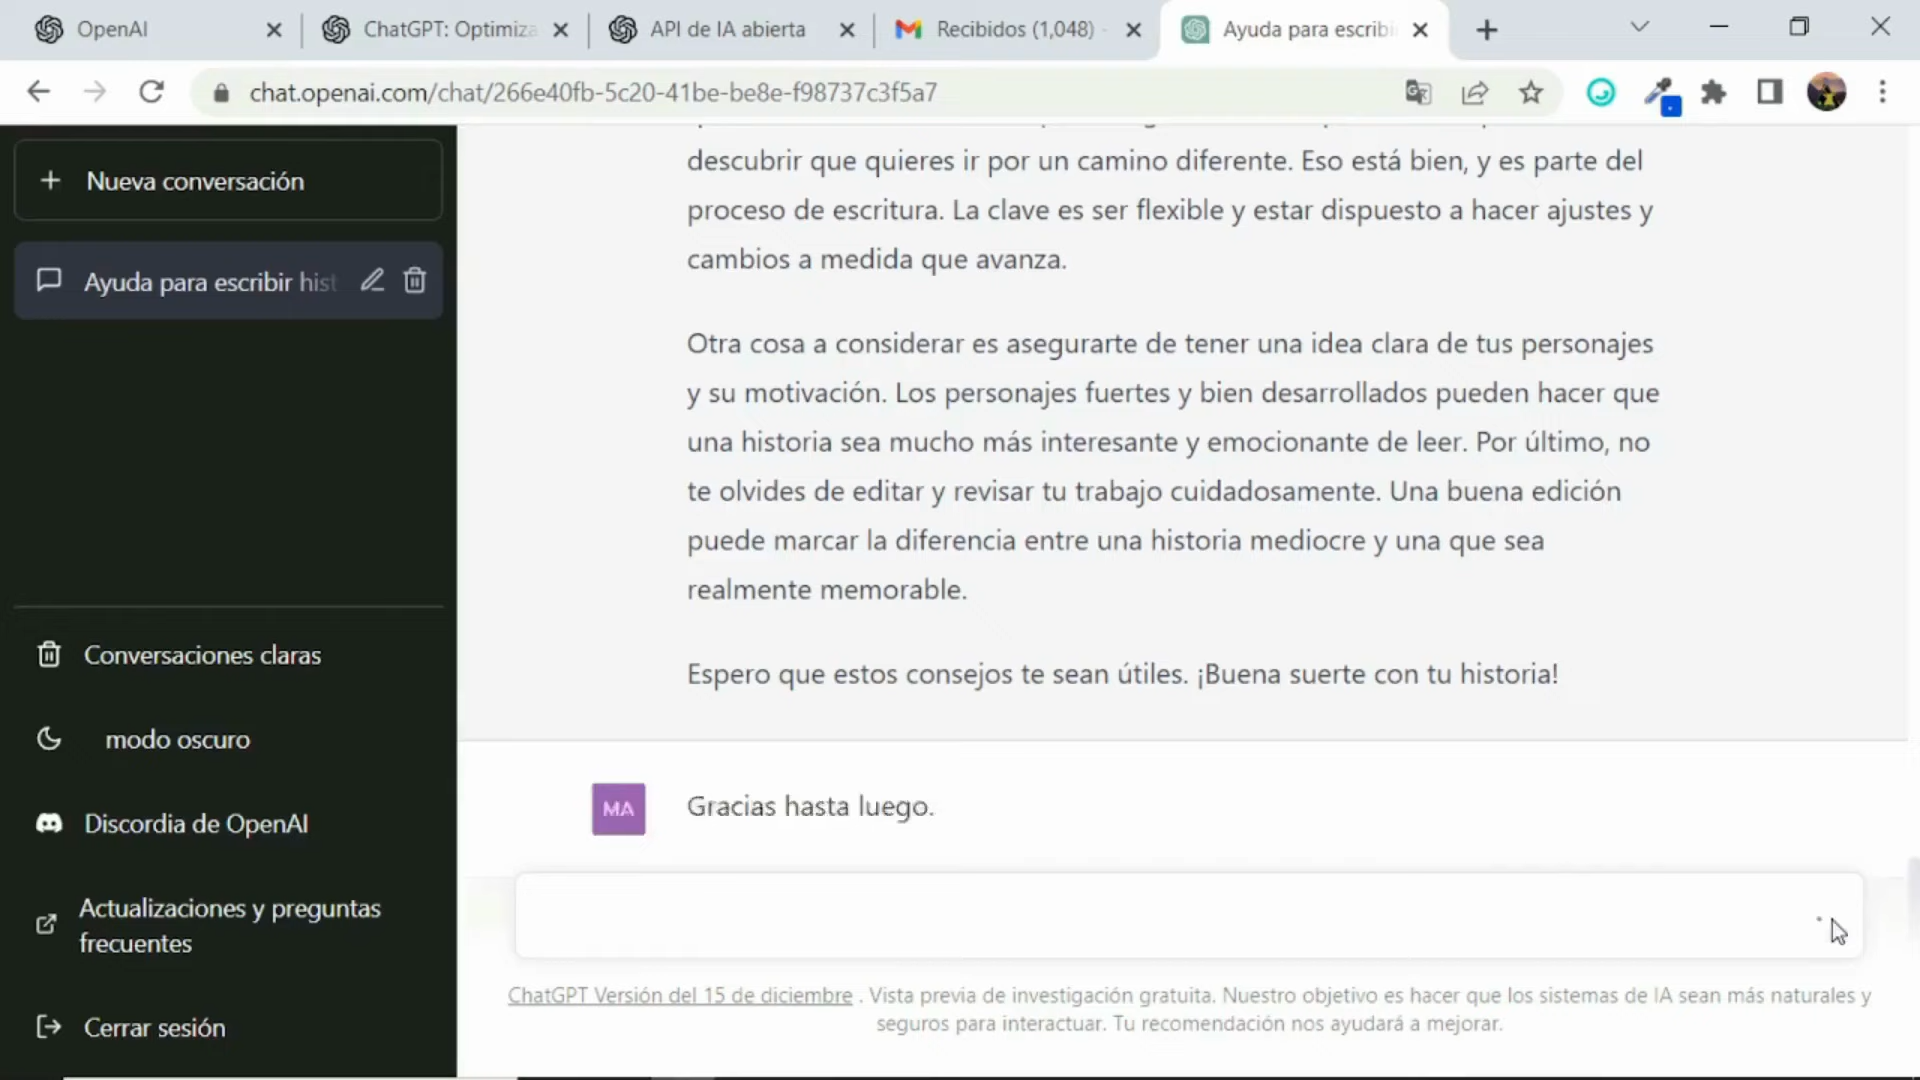 OpenAI
ChatGPT: Optimiza
API de IA abierta
Recibidos (1,048) -
Ayuda para escribi
chat.openai.com/chat/266e40fb-5c20-41be-be8e-f98737c3f5a7
Nueva conversación
Ayuda para escribir hist
Conversaciones claras
modo oscuro
Discordia de OpenAI
Actualizaciones y preguntas
frecuentes
Cerrar sesión
descubrir que quieres ir por un camino diferente. Eso está bien, y es parte del
proceso de escritura. La clave es ser flexible y estar dispuesto a hacer ajustes y
cambios a medida que avanza.
Otra cosa a considerar es asegurarte de tener una idea clara de tus personajes
y su motivación. Los personajes fuertes y bien desarrollados pueden hacer que
una historia sea mucho más interesante y emocionante de leer. Por último, no
te olvides de editar y revisar tu trabajo cuidadosamente. Una buena edición
puede marcar la diferencia entre una historia mediocre y una que sea
realmente memorable.
Espero que estos consejos te sean útiles. ¡Buena suerte con tu historia!
MA
Gracias hasta luego.
ChatGPT Versión del 15 de diciembre . Vista previa de investigación gratuita. Nuestro objetivo es hacer que los sistemas de IA sean más naturales y
seguros para interactuar. Tu recomendación nos ayudará a mejorar.